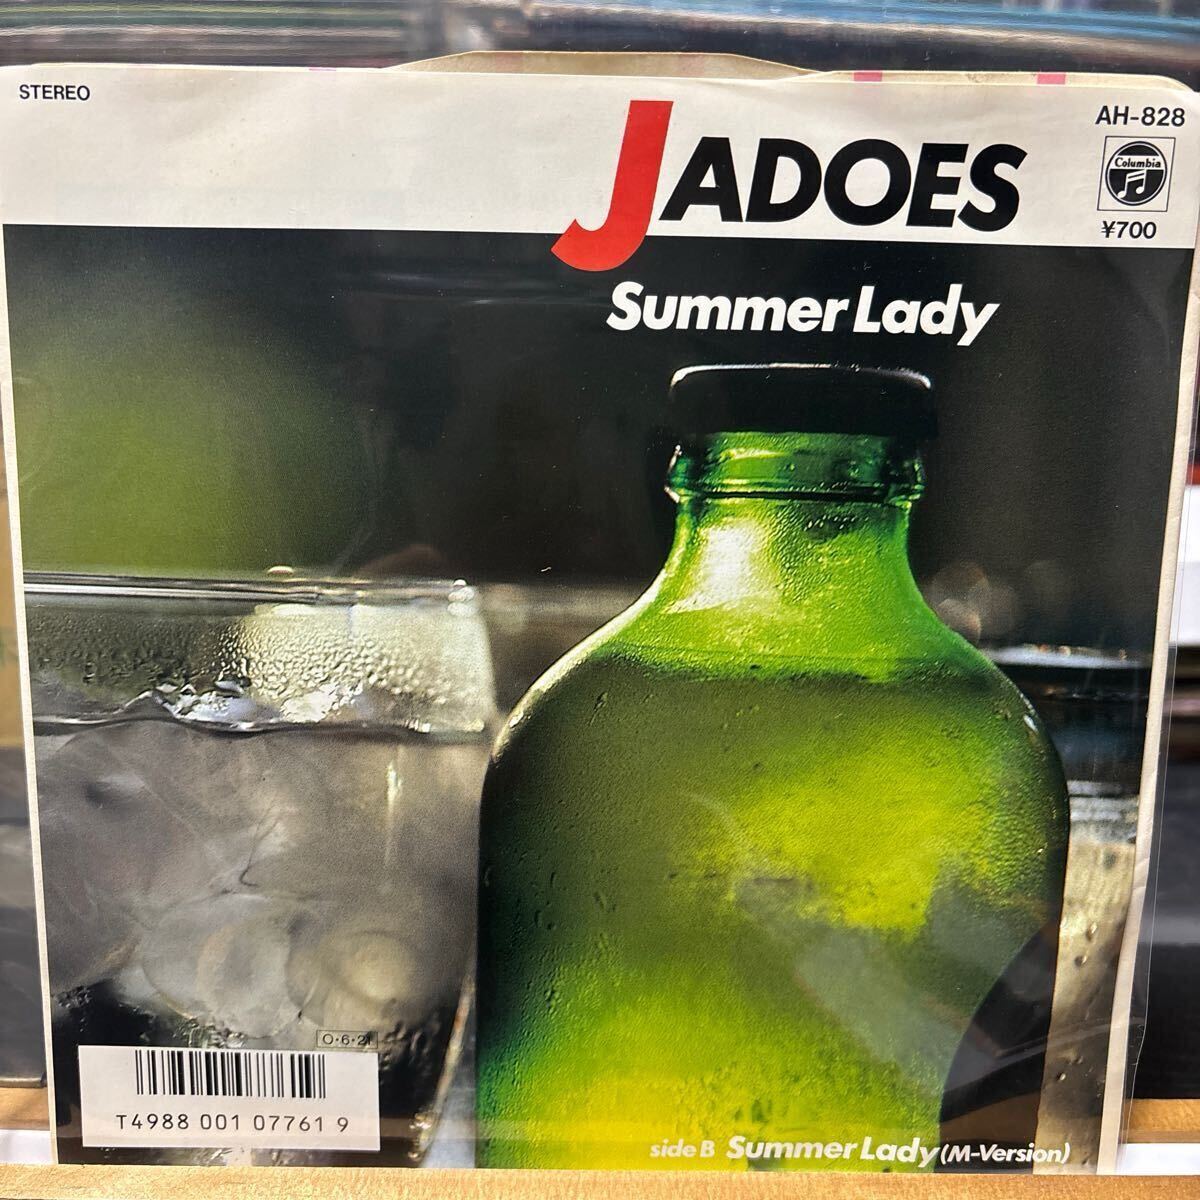 STEREO
JADOES
AH-828
Columbia
¥700
Summer Lady
O·6·21
T4988 001 07761 9
side B Summer Lady (M-Version)